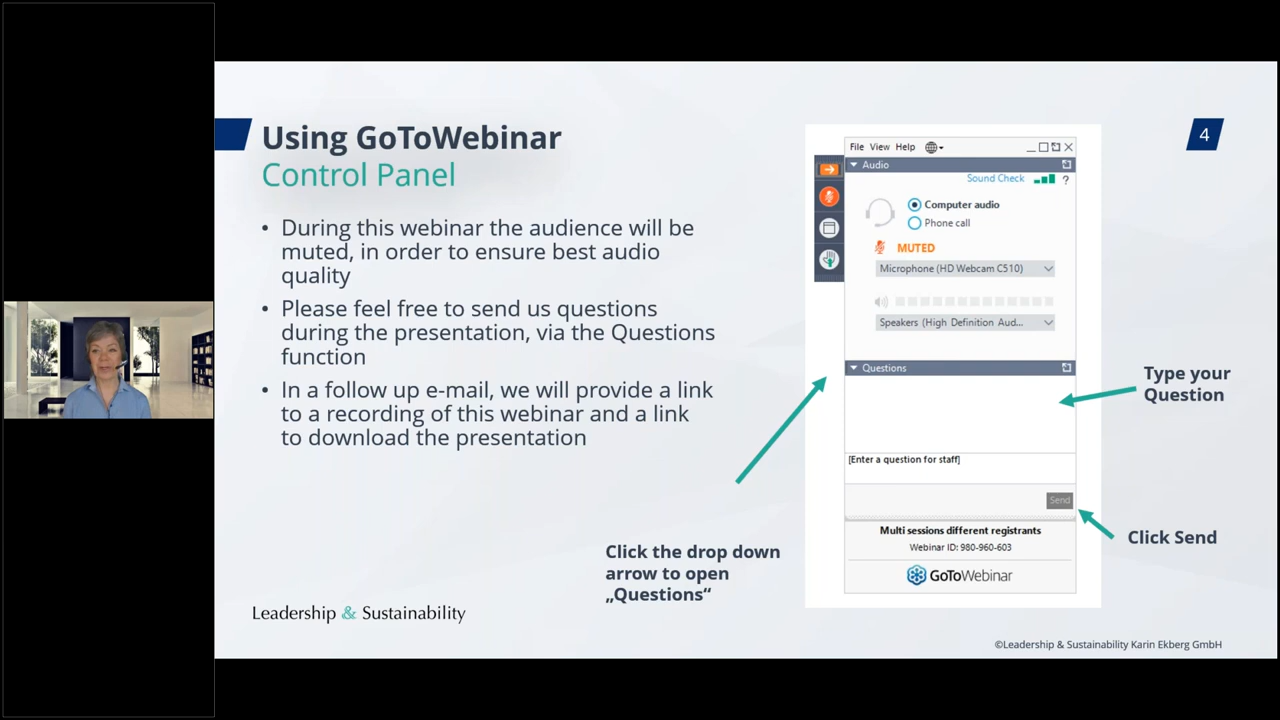 Using GoToWebinar
Control Panel
4
• During this webinar the audience will be
muted, in order to ensure best audio
quality
• Please feel free to send us questions
during the presentation, via the Questions
function
• In a follow up e-mail, we will provide a link
to a recording of this webinar and a link
to download the presentation
File View Help
Audio
Sound Check
?
Computer audio
Phone call
MUTED
Microphone (HD Webcam C510)
Speakers (High Definition Aud...
Questions
[Enter a question for staff]
Send
Multi sessions different registrants
Webinar ID: 980-960-603
GoToWebinar
Type your
Question
Click Send
Click the drop down
arrow to open
„Questions“
Leadership & Sustainability
©Leadership & Sustainability Karin Ekberg GmbH